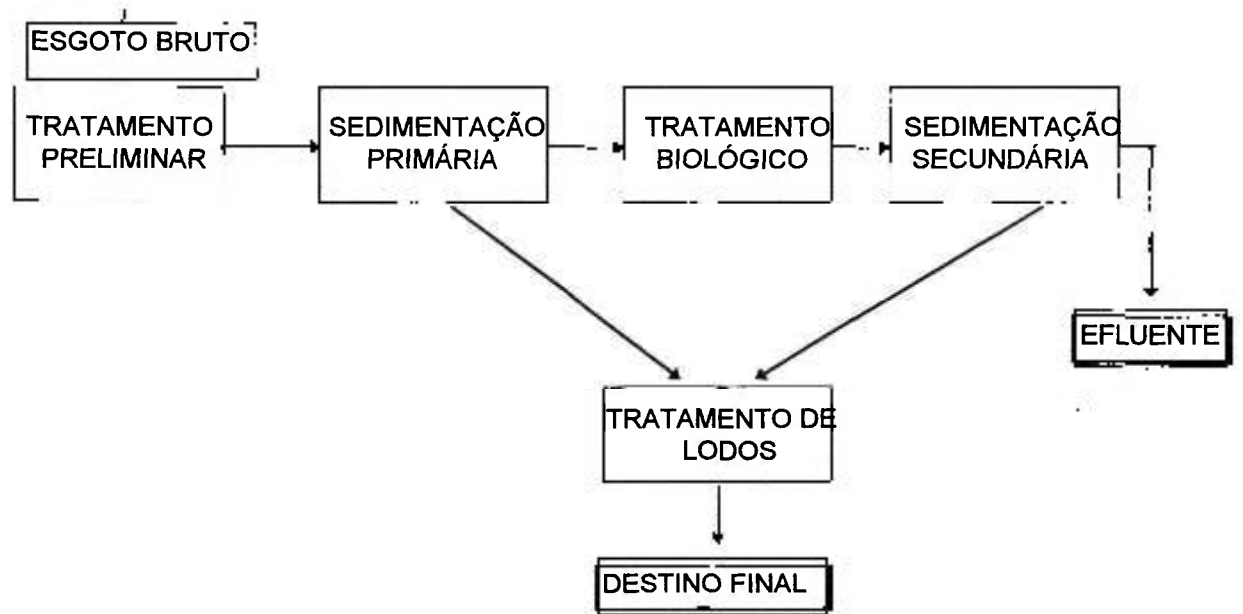 ESGOTO BRUTO
TRATAMENTO
PRELIMINAR
SEDIMENTAÇÃO
PRIMÁRIA
TRATAMENTO
BIOLÓGICO
SEDIMENTAÇÃO
SECUNDÁRIA
EFLUENTE
TRATAMENTO DE
LODOS
DESTINO FINAL